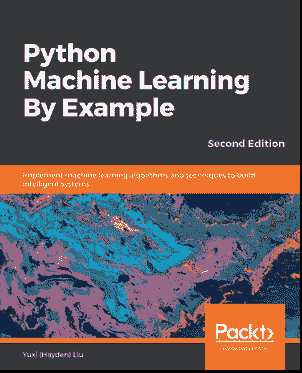 Python
Machine Learning
By Example
Second Edition
Implement machine learning algorithms and techniques to build
intelligent systems
Packt>
Yuxi (Hayden) Liu